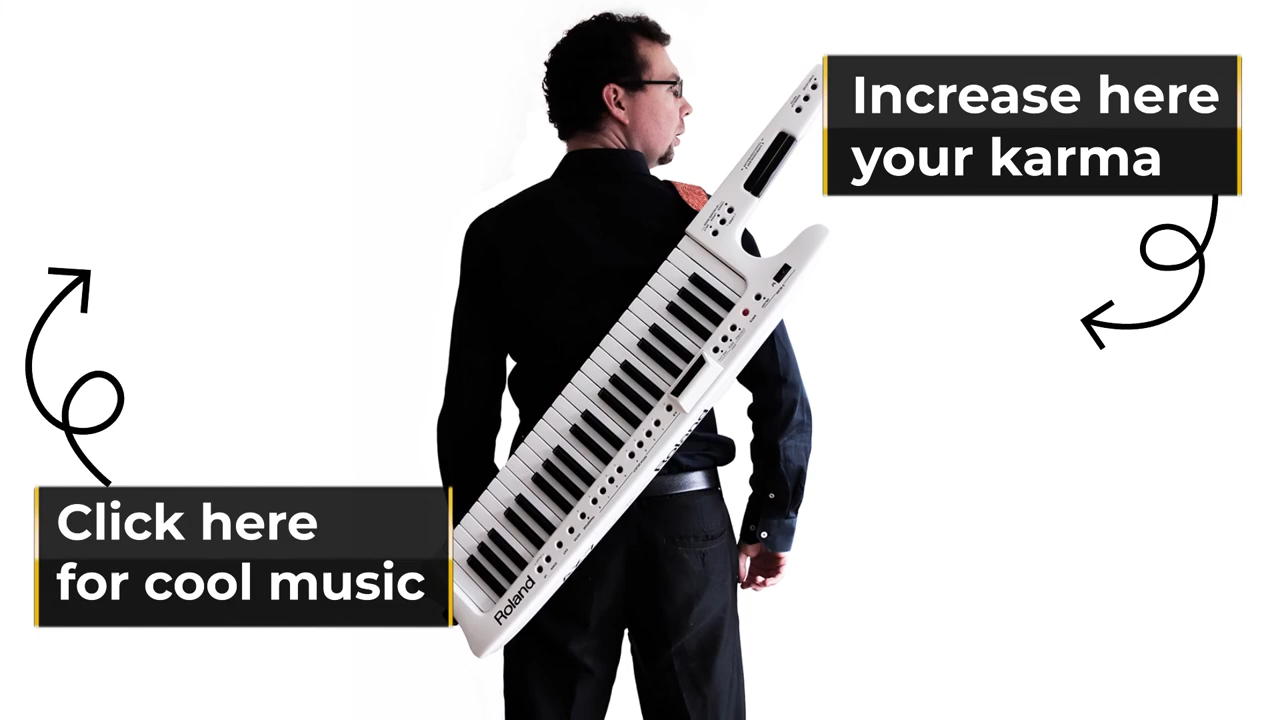 Increase here
your karma
Click here
for cool music
Roland